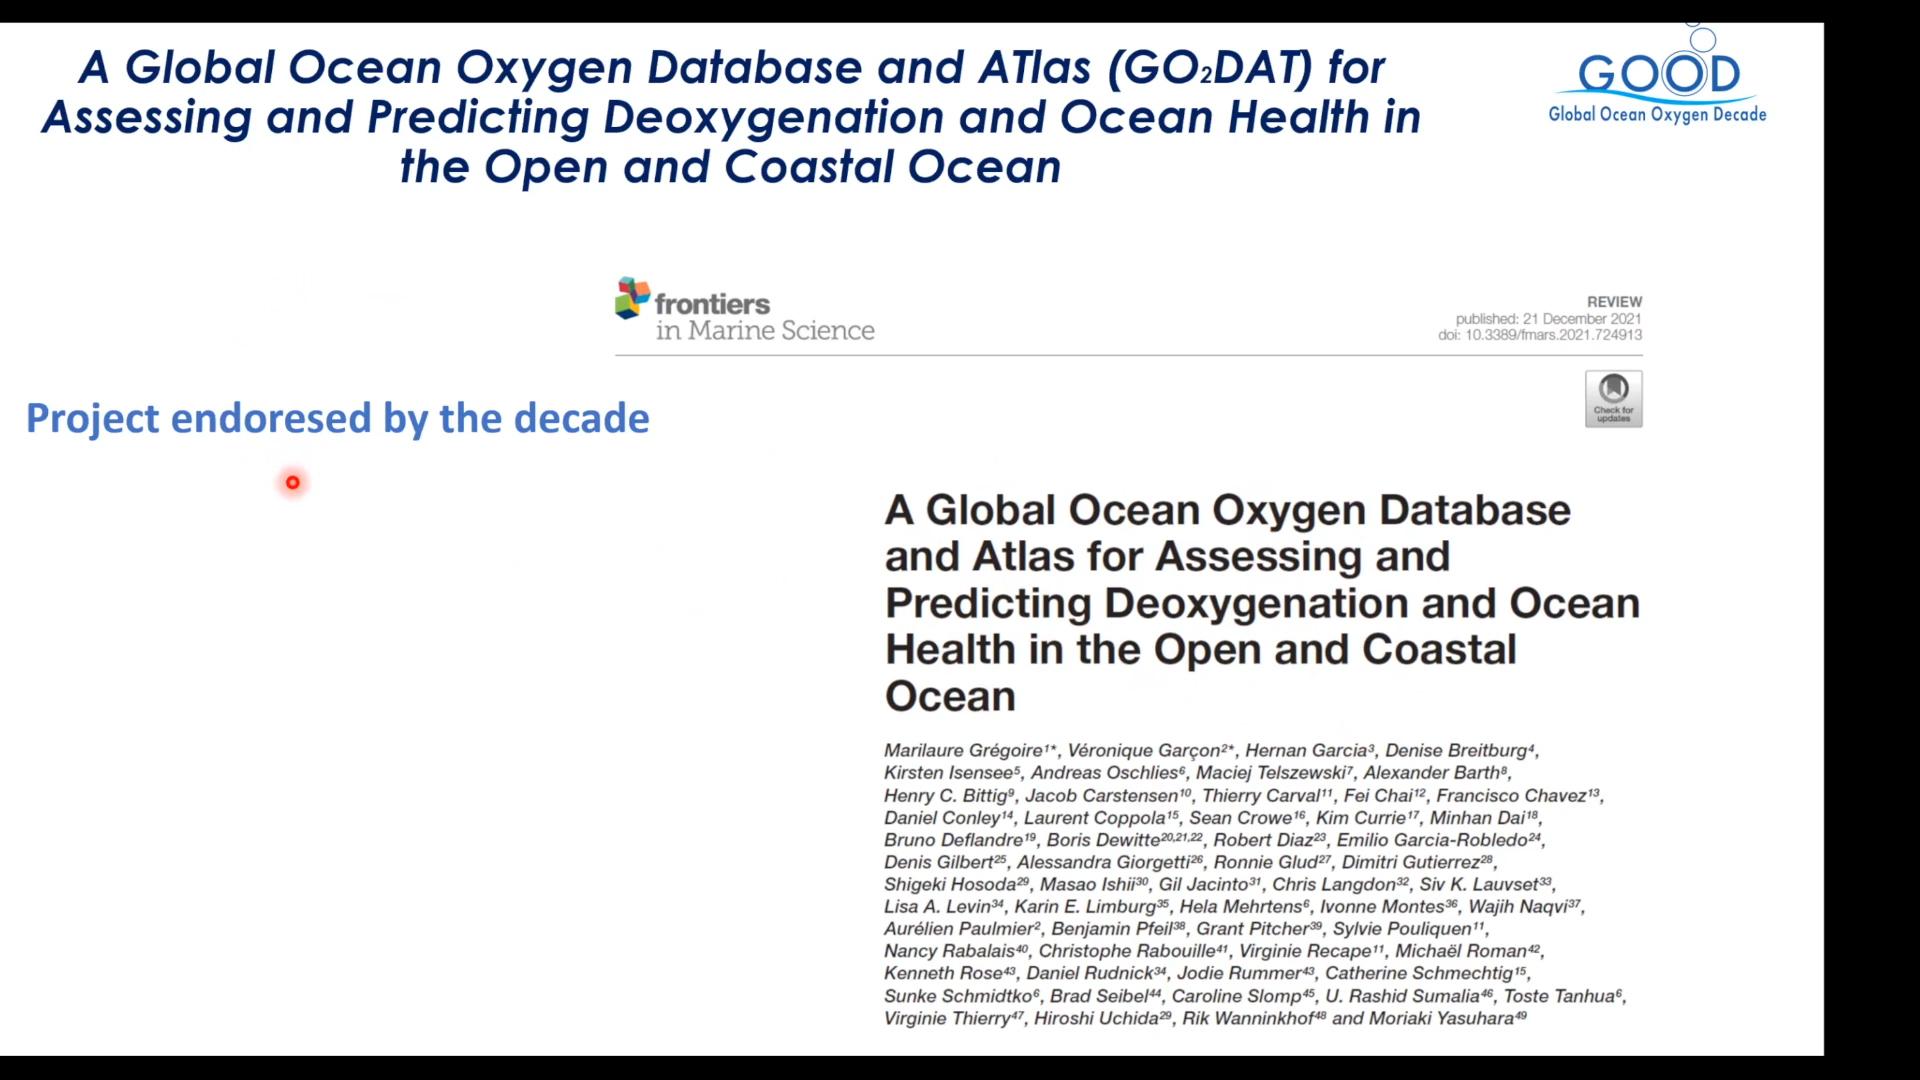 A Global Ocean Oxygen Database and ATlas (GO₂DAT) for
Assessing and Predicting Deoxygenation and Ocean Health in
the Open and Coastal Ocean
GOOD
Global Ocean Oxygen Decade
frontiers
in Marine Science
REVIEW
published: 21 December 2021
doi: 10.3389/fmars.2021.724913
Check for
updates
Project endoresed by the decade
A Global Ocean Oxygen Database
and Atlas for Assessing and
Predicting Deoxygenation and Ocean
Health in the Open and Coastal
Ocean
Marilaure Grégoire¹*, Véronique Garçon²*, Hernan Garcia³, Denise Breitburg⁴,
Kirsten Isensee⁵, Andreas Oschlies⁶, Maciej Telszewski⁷, Alexander Barth⁸,
Henry C. Bittig⁹, Jacob Carstensen¹⁰, Thierry Carval¹¹, Fei Chai¹², Francisco Chavez¹³,
Daniel Conley¹⁴, Laurent Coppola¹⁵, Sean Crowe¹⁶, Kim Currie¹⁷, Minhan Dai¹⁸,
Bruno Deflandre¹⁹, Boris Dewitte²⁰,²¹,²², Robert Diaz²³, Emilio Garcia-Robledo²⁴,
Denis Gilbert²⁵, Alessandra Giorgetti²⁶, Ronnie Glud²⁷, Dimitri Gutierrez²⁸,
Shigeki Hosoda²⁹, Masao Ishii³⁰, Gil Jacinto³¹, Chris Langdon³², Siv K. Lauvset³³,
Lisa A. Levin³⁴, Karin E. Limburg³⁵, Hela Mehrtens⁶, Ivonne Montes³⁶, Wajih Naqvi³⁷,
Aurélien Paulmier², Benjamin Pfeil³⁸, Grant Pitcher³⁹, Sylvie Pouliquen¹¹,
Nancy Rabalais⁴⁰, Christophe Rabouille⁴¹, Virginie Recape¹¹, Michaël Roman⁴²,
Kenneth Rose⁴³, Daniel Rudnick³⁴, Jodie Rummer⁴³, Catherine Schmechtig¹⁵,
Sunke Schmidtko⁶, Brad Seibel⁴⁴, Caroline Slomp⁴⁵, U. Rashid Sumalia⁴⁶, Toste Tanhua⁶,
Virginie Thierry⁴⁷, Hiroshi Uchida²⁹, Rik Wanninkhof⁴⁸ and Moriaki Yasuhara⁴⁹